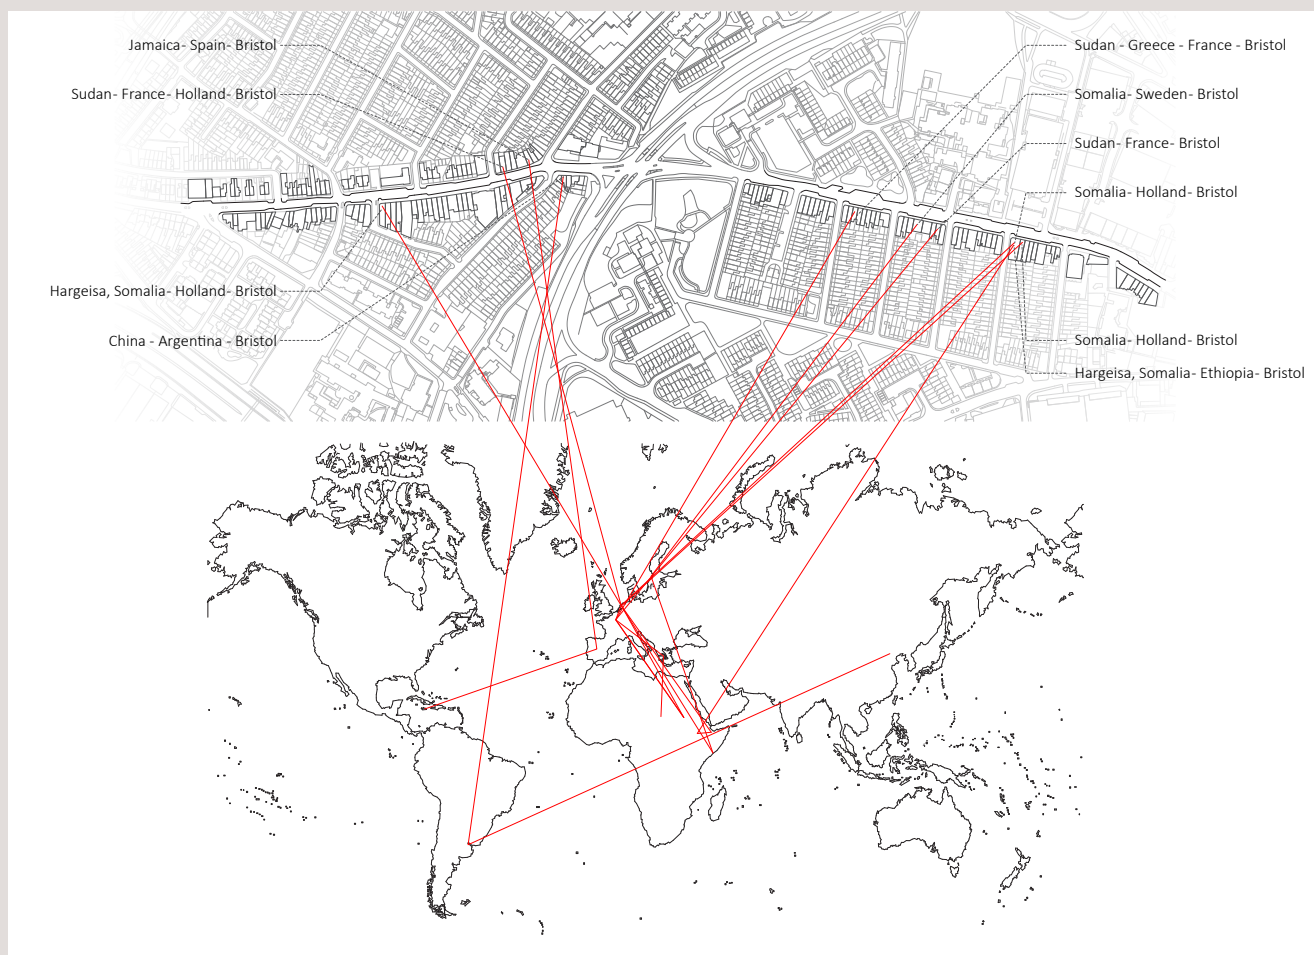 Jamaica- Spain- Bristol
Sudan- France- Holland- Bristol
Hargeisa, Somalia- Holland- Bristol
China - Argentina - Bristol
Sudan - Greece - France - Bristol
Somalia- Sweden- Bristol
Sudan- France- Bristol
Somalia- Holland- Bristol
Somalia- Holland- Bristol
Hargeisa, Somalia- Ethiopia- Bristol